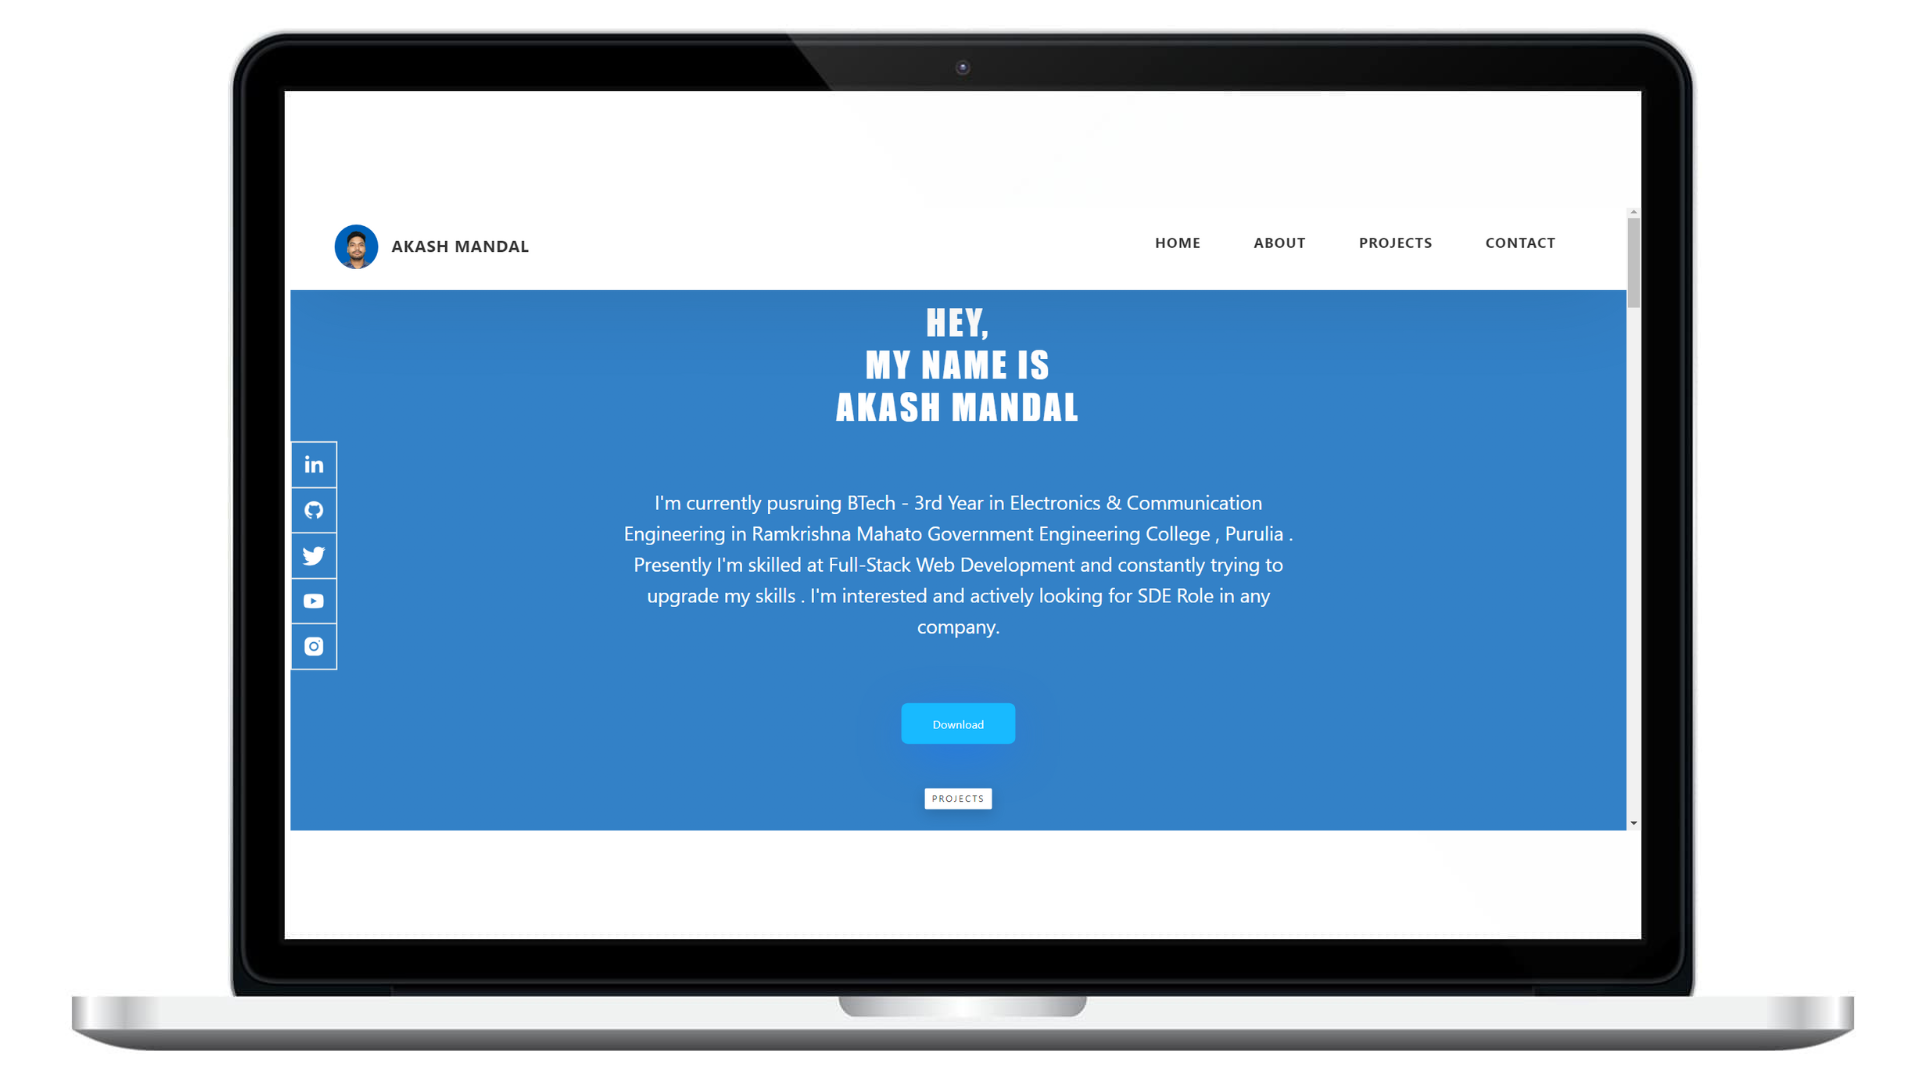 AKASH MANDAL
HOME ABOUT PROJECTS CONTACT
HEY,
MY NAME IS
AKASH MANDAL
in
I'm currently pusruing BTech - 3rd Year in Electronics & Communication
Engineering in Ramkrishna Mahato Government Engineering College , Purulia .
Presently I'm skilled at Full-Stack Web Development and constantly trying to
upgrade my skills . I'm interested and actively looking for SDE Role in any
company.
Download
PROJECTS